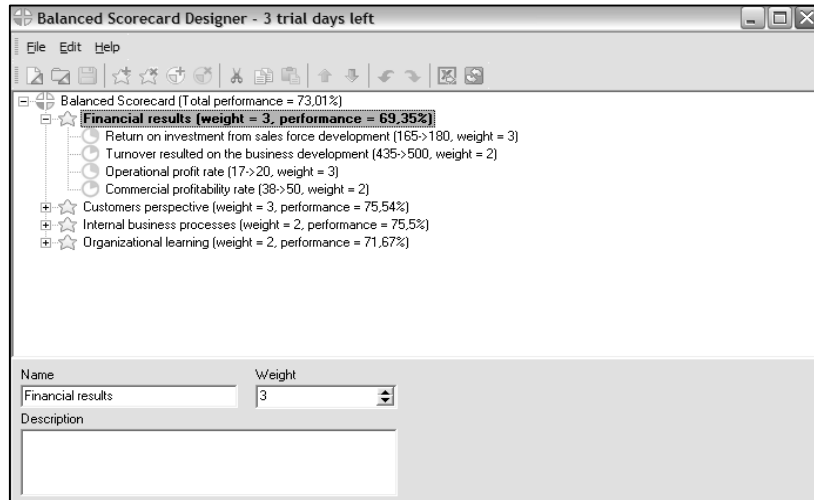 Balanced Scorecard Designer - 3 trial days left
File Edit Help
Balanced Scorecard (Total performance = 73,01%)
Financial results (weight = 3, performance = 69,35%)
Return on investment from sales force development (165->180, weight = 3)
Turnover resulted on the business development (435->500, weight = 2)
Operational profit rate (17->20, weight = 3)
Commercial profitability rate (38->50, weight = 2)
Customers perspective (weight = 3, performance = 75,54%)
Internal business processes (weight = 2, performance = 75,5%)
Organizational learning (weight = 2, performance = 71,67%)
Name Weight
Financial results 3
Description